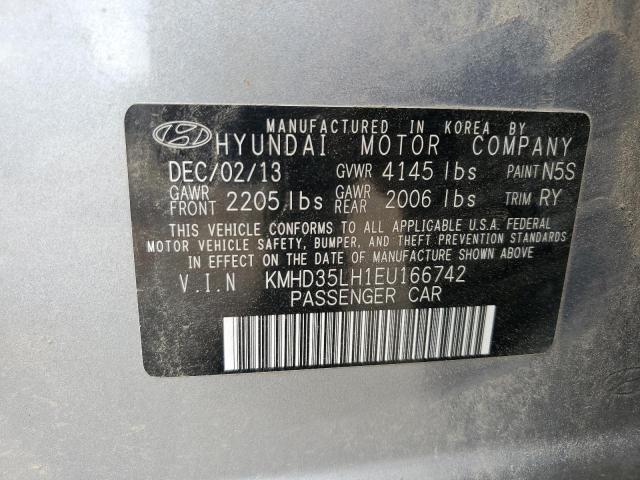 MANUFACTURED IN KOREA BY
HYUNDAI MOTOR COMPANY
DEC/02/13 GVWR 4145 lbs PAINT N5S
GAWR FRONT 2205 lbs GAWR REAR 2006 lbs TRIM RY
THIS VEHICLE CONFORMS TO ALL APPLICABLE U.S.A. FEDERAL
MOTOR VEHICLE SAFETY, BUMPER, AND THEFT PREVENTION STANDARDS
IN EFFECT ON THE DATE OF MANUFACTURE SHOWN ABOVE
V.I.N KMHD35LH1EU166742
PASSENGER CAR